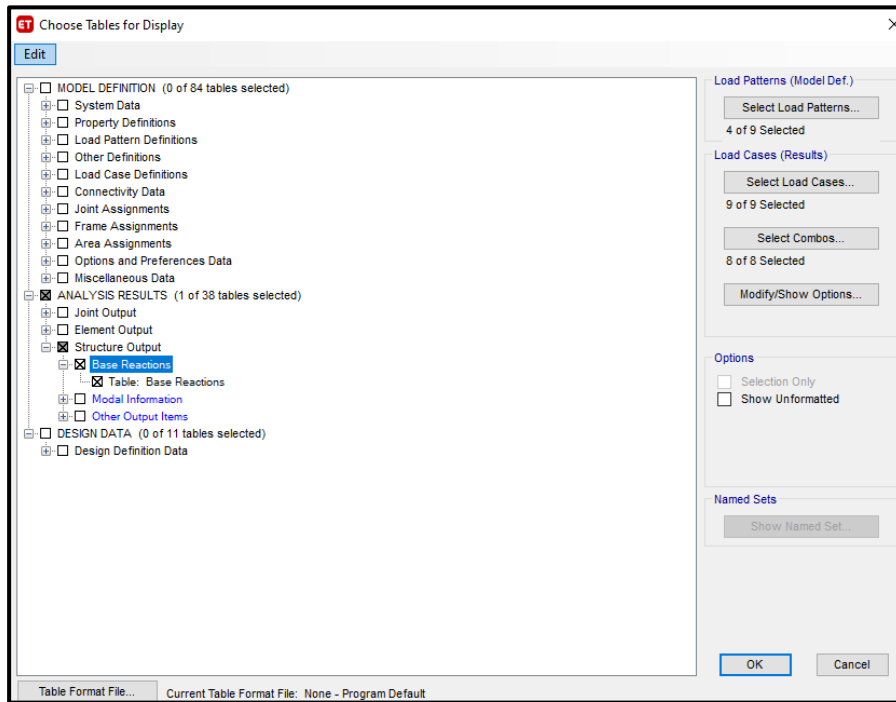 ET Choose Tables for Display
Edit
MODEL DEFINITION (0 of 84 tables selected)
System Data
Property Definitions
Load Pattern Definitions
Other Definitions
Load Case Definitions
Connectivity Data
Joint Assignments
Frame Assignments
Area Assignments
Options and Preferences Data
Miscellaneous Data
ANALYSIS RESULTS (1 of 38 tables selected)
Joint Output
Element Output
Structure Output
Base Reactions
Table: Base Reactions
Modal Information
Other Output Items
DESIGN DATA (0 of 11 tables selected)
Design Definition Data
Load Patterns (Model Def.)
Select Load Patterns...
4 of 9 Selected
Load Cases (Results)
Select Load Cases...
9 of 9 Selected
Select Combos...
8 of 8 Selected
Modify/Show Options...
Options
Selection Only
Show Unformatted
Named Sets
Show Named Set...
OK
Cancel
Table Format File...
Current Table Format File: None - Program Default